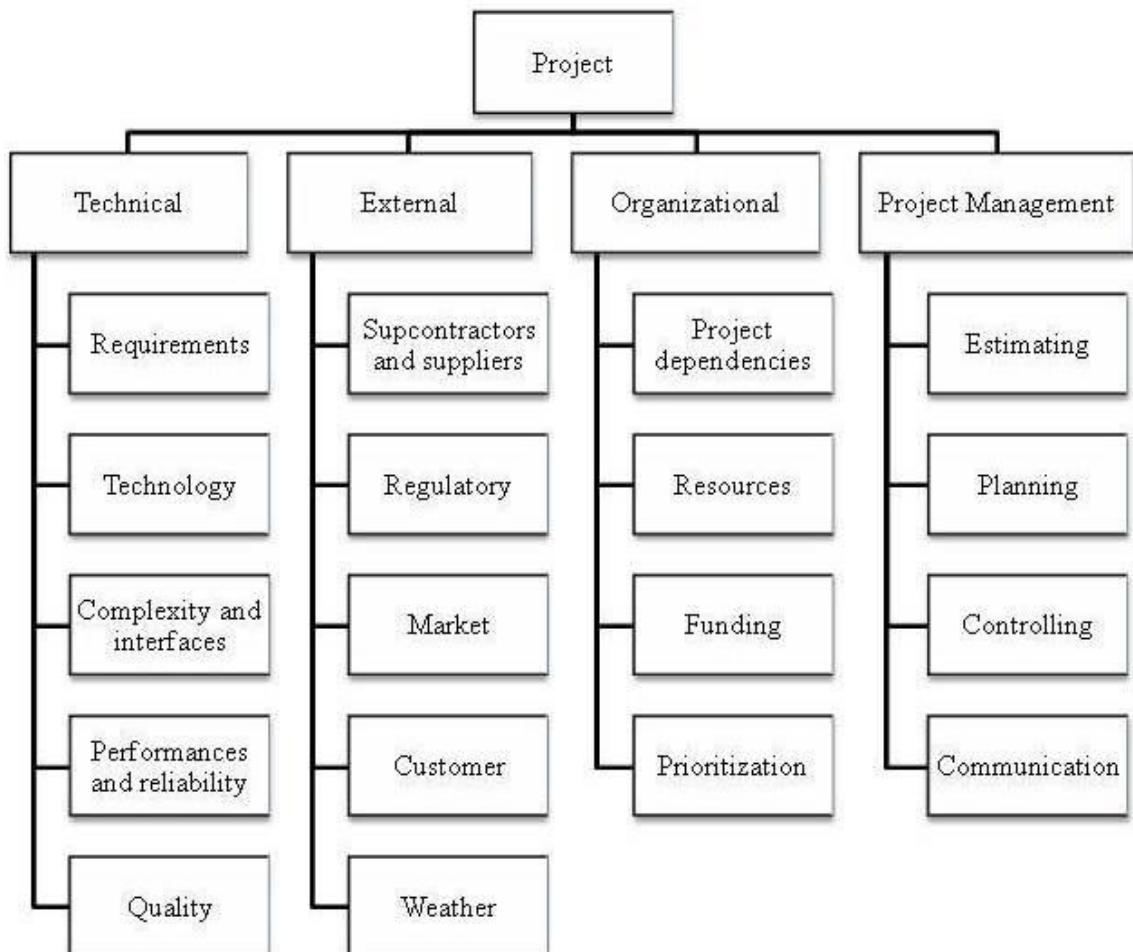 Project
Technical
External
Organizational
Project Management
Requirements
Supcontractors
and suppliers
Project
dependencies
Estimating
Technology
Regulatory
Resources
Planning
Complexity and
interfaces
Market
Funding
Controlling
Performances
and reliability
Customer
Prioritization
Communication
Quality
Weather